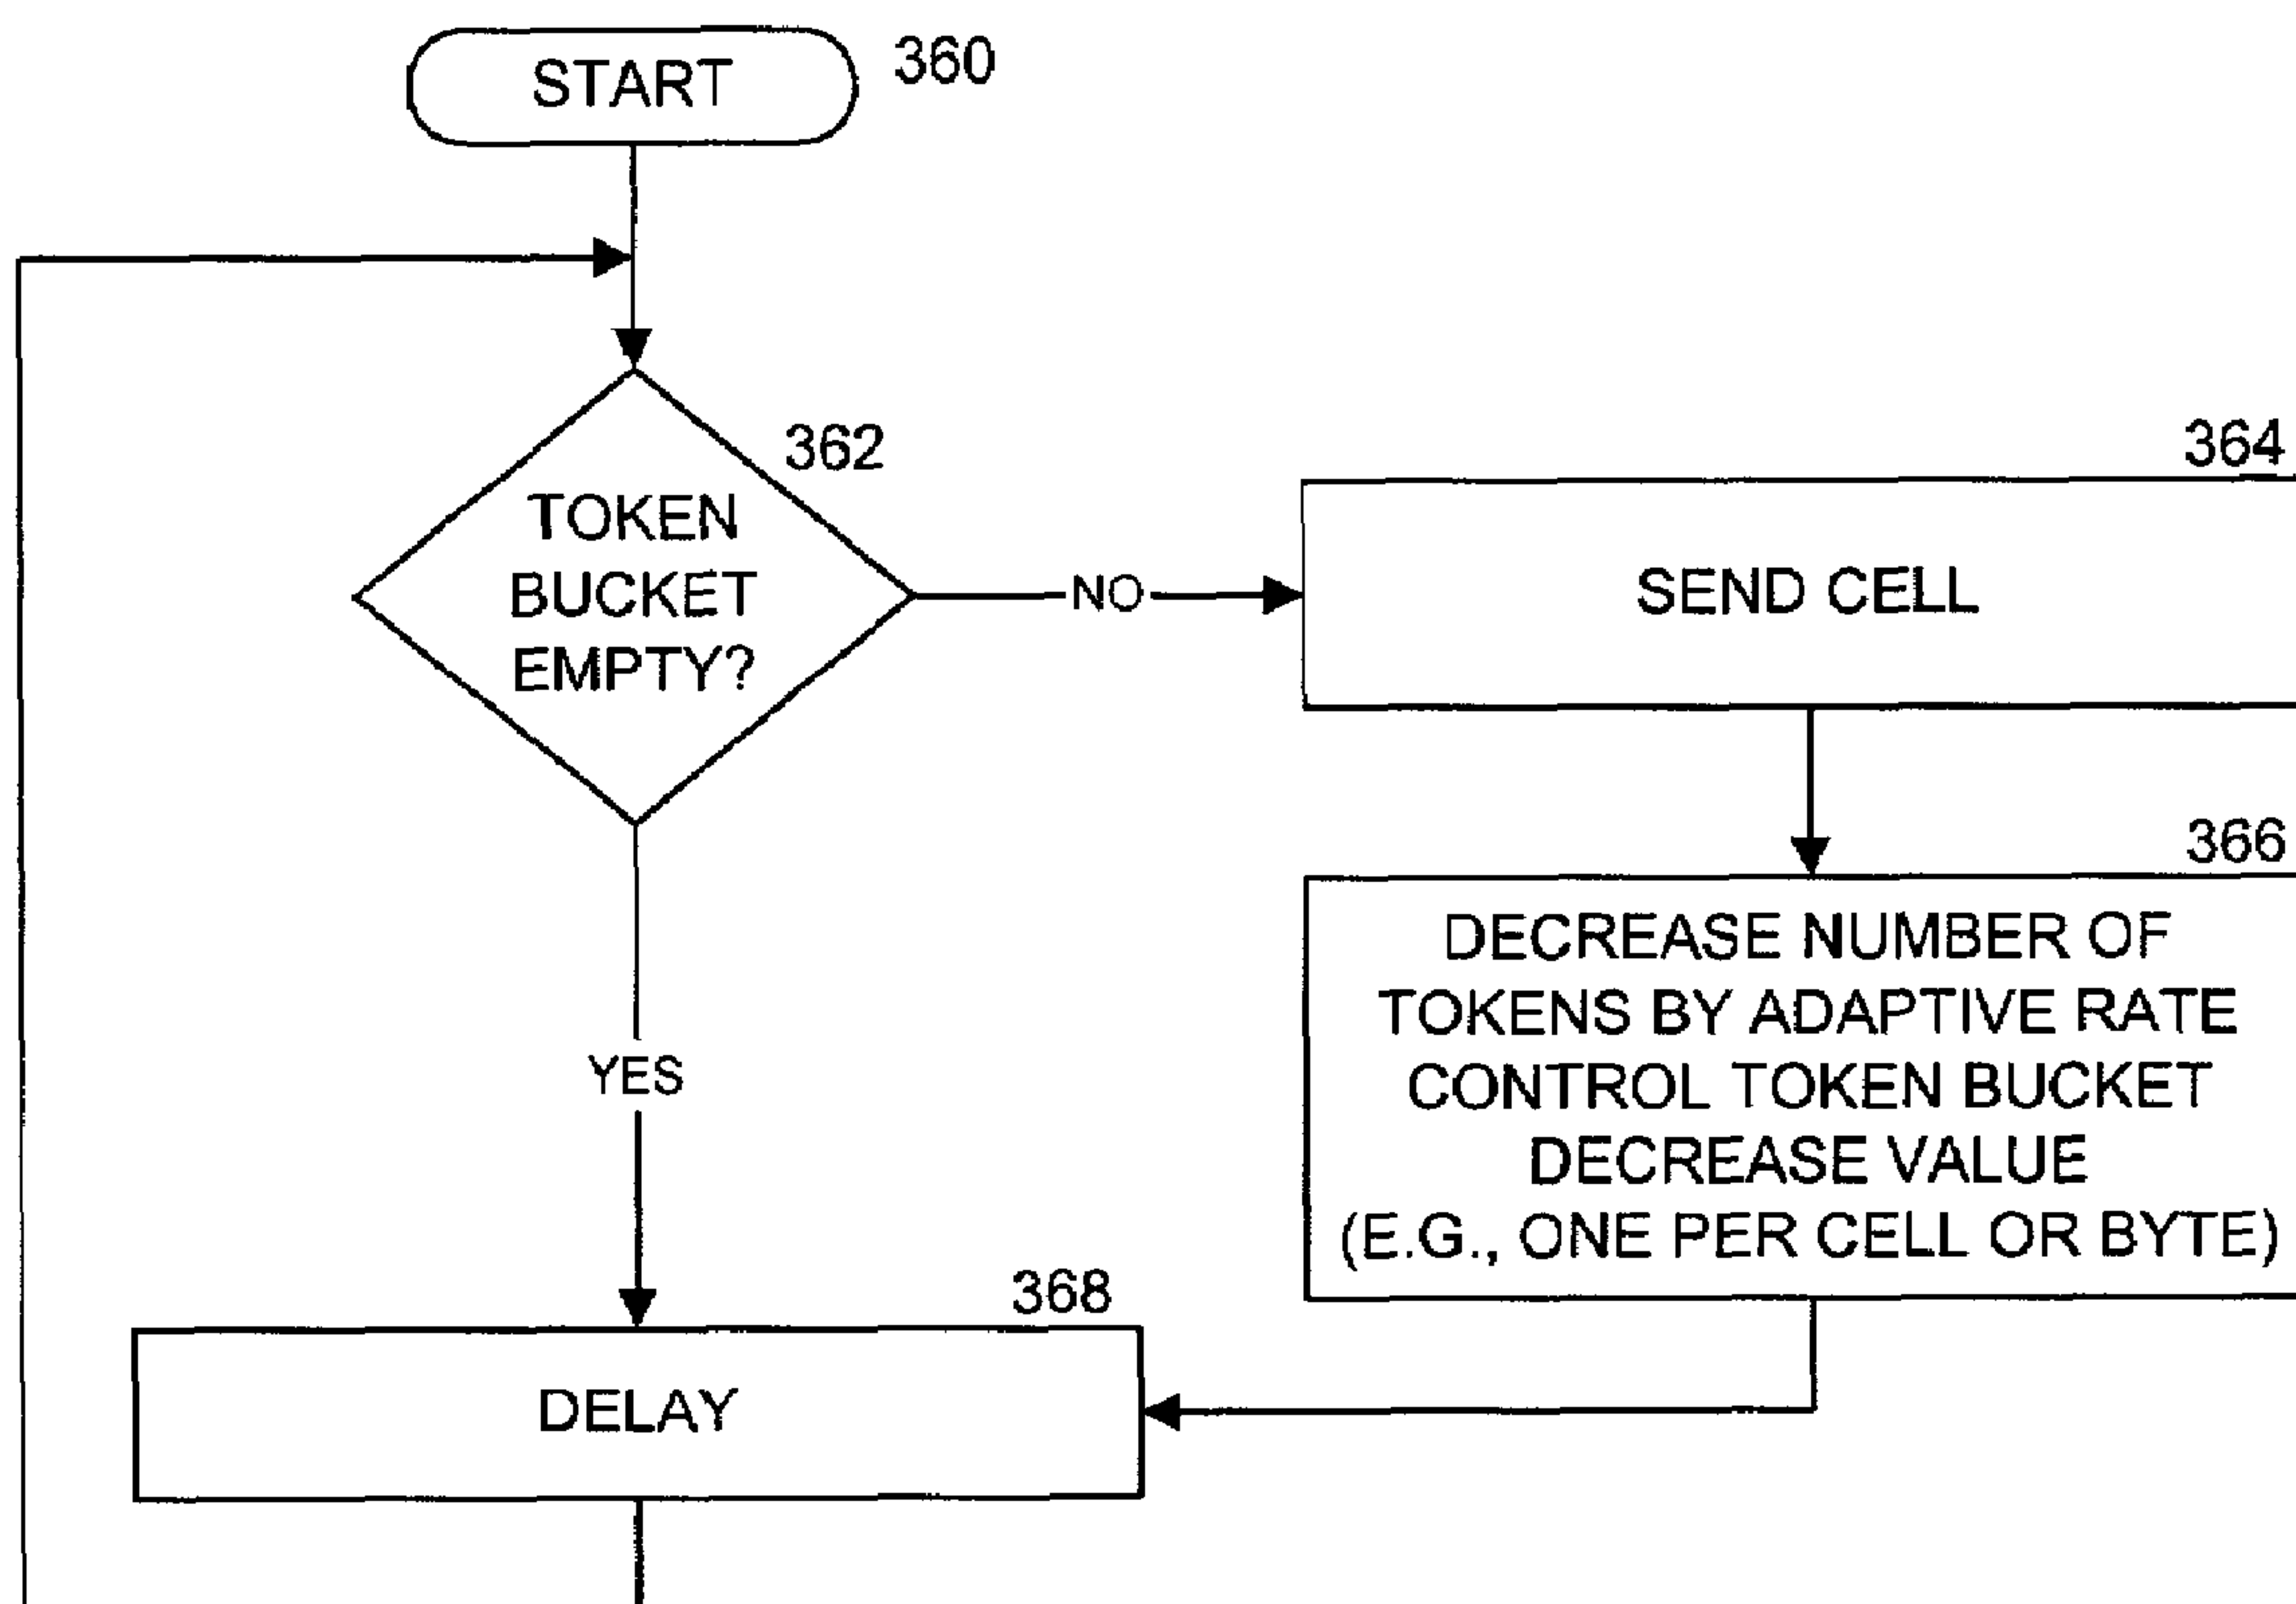 START
360
362
TOKEN
BUCKET
EMPTY?
NO
364
SEND CELL
366
DECREASE NUMBER OF
TOKENS BY ADAPTIVE RATE
CONTROL TOKEN BUCKET
DECREASE VALUE
(E.G., ONE PER CELL OR BYTE)
YES
368
DELAY